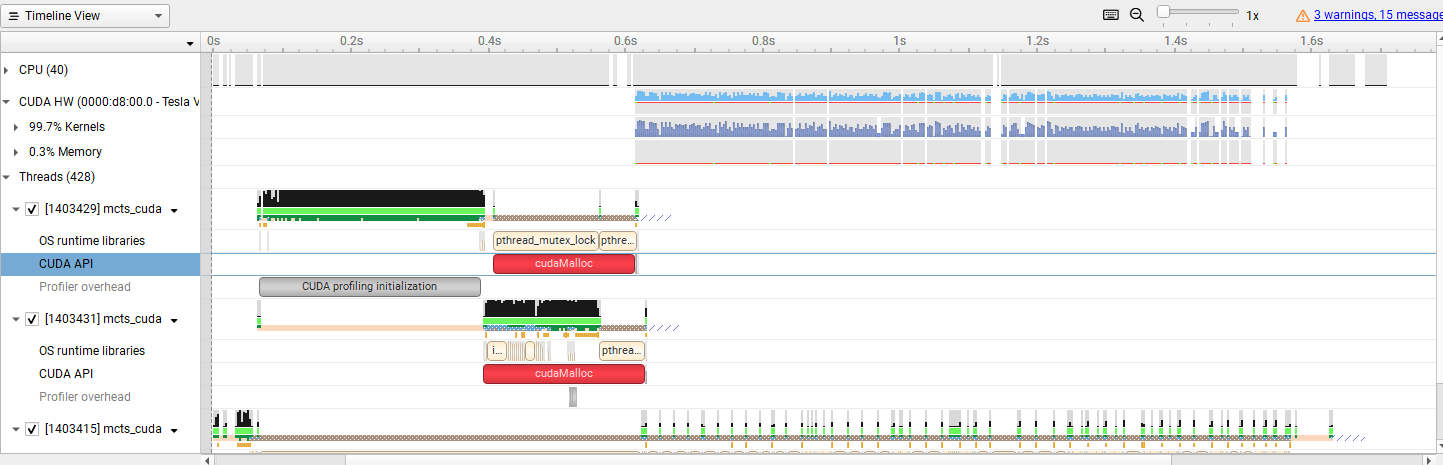 Timeline View
1x
3 warnings, 15 message
0s 0.2s 0.4s 0.6s 0.8s 1s 1.2s 1.4s 1.6s
CPU (40)
CUDA HW (0000:d8:00.0 - Tesla V
99.7% Kernels
0.3% Memory
Threads (428)
[1403429] mcts_cuda
OS runtime libraries
pthread_mutex_lock pthre...
CUDA API
cudaMalloc
Profiler overhead
CUDA profiling initialization
[1403431] mcts_cuda
OS runtime libraries
i... pthrea...
CUDA API
cudaMalloc
Profiler overhead
[1403415] mcts_cuda